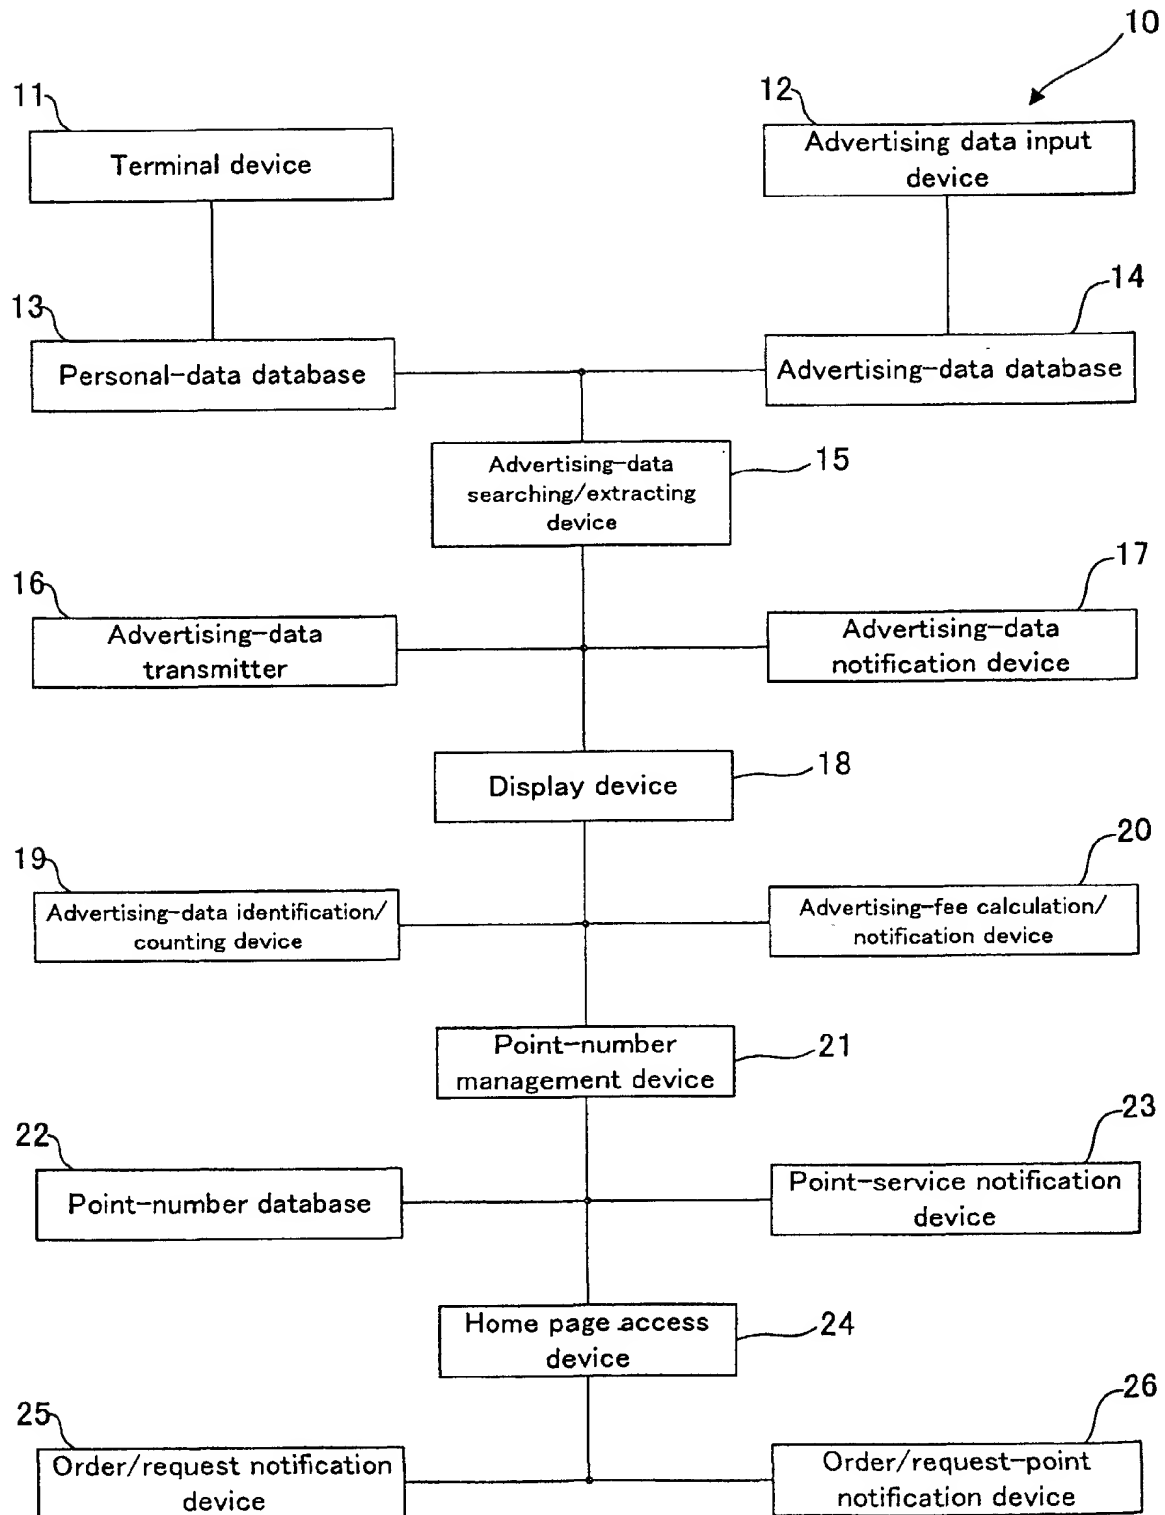 10
11
12
Terminal device
Advertising data input
device
13
14
Personal-data database
Advertising-data database
Advertising-data
searching/extracting
device
15
16
17
Advertising-data
transmitter
Advertising-data
notification device
Display device
18
19
20
Advertising-data identification/
counting device
Advertising-fee calculation/
notification device
Point-number
management device
21
22
23
Point-number database
Point-service notification
device
Home page access
device
24
25
26
Order/request notification
device
Order/request-point
notification device